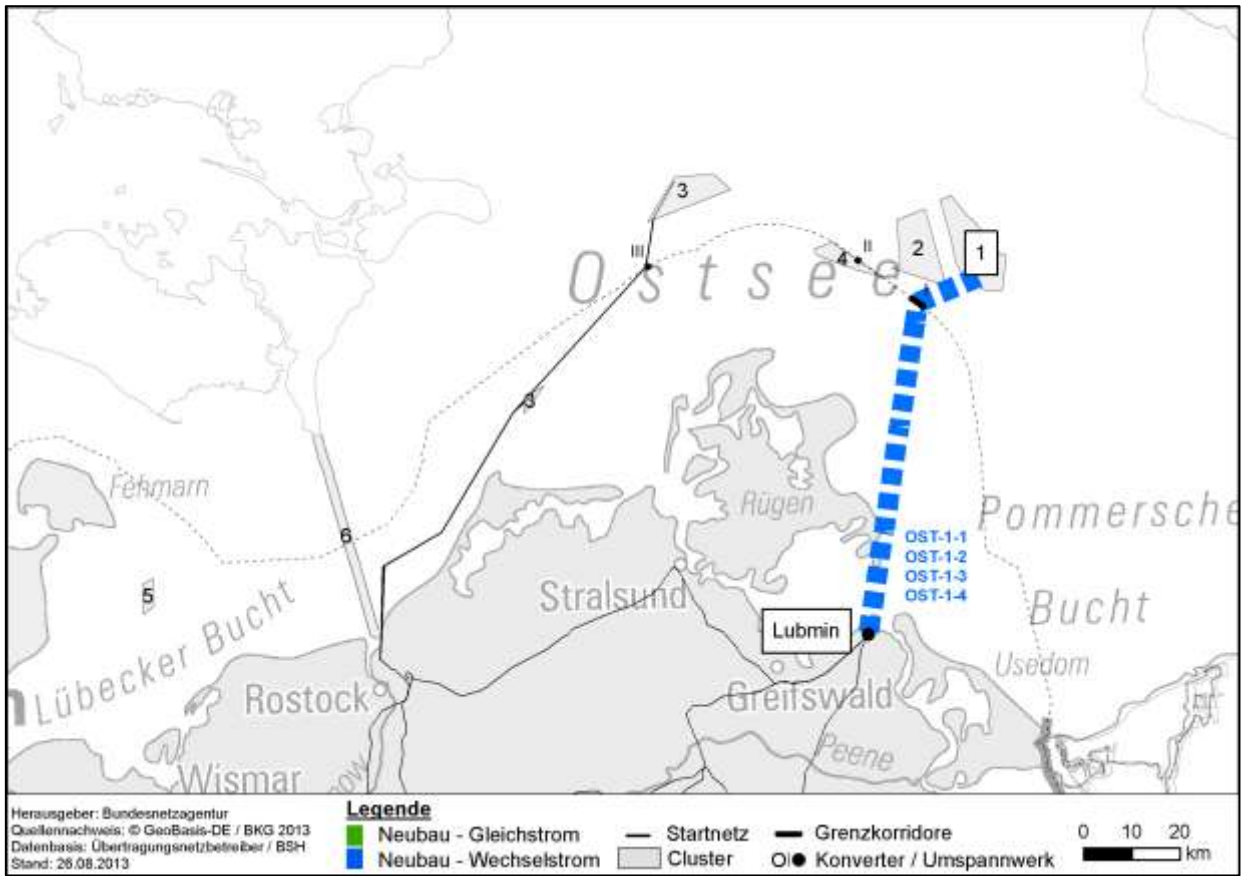 3
III
II
4
2
1
Ostsee
3
Fehmarn
Rügen
Pommersche
6
OST-1-1
OST-1-2
OST-1-3
OST-1-4
5
Stralsund
Bucht
Lübecker Bucht
Lubmin
Usedom
Rostock
Greifswald
Peene
Wismar
Herausgeber: Bundesnetzagentur
Quellennachweis: © GeoBasis-DE / BKG 2013
Datenbasis: Übertragungsnetzbetreiber / BSH
Stand: 26.08.2013
Legende
Neubau - Gleichstrom
Neubau - Wechselstrom
Startnetz
Cluster
Grenzkorridore
Konverter / Umspannwerk
0 10 20
km